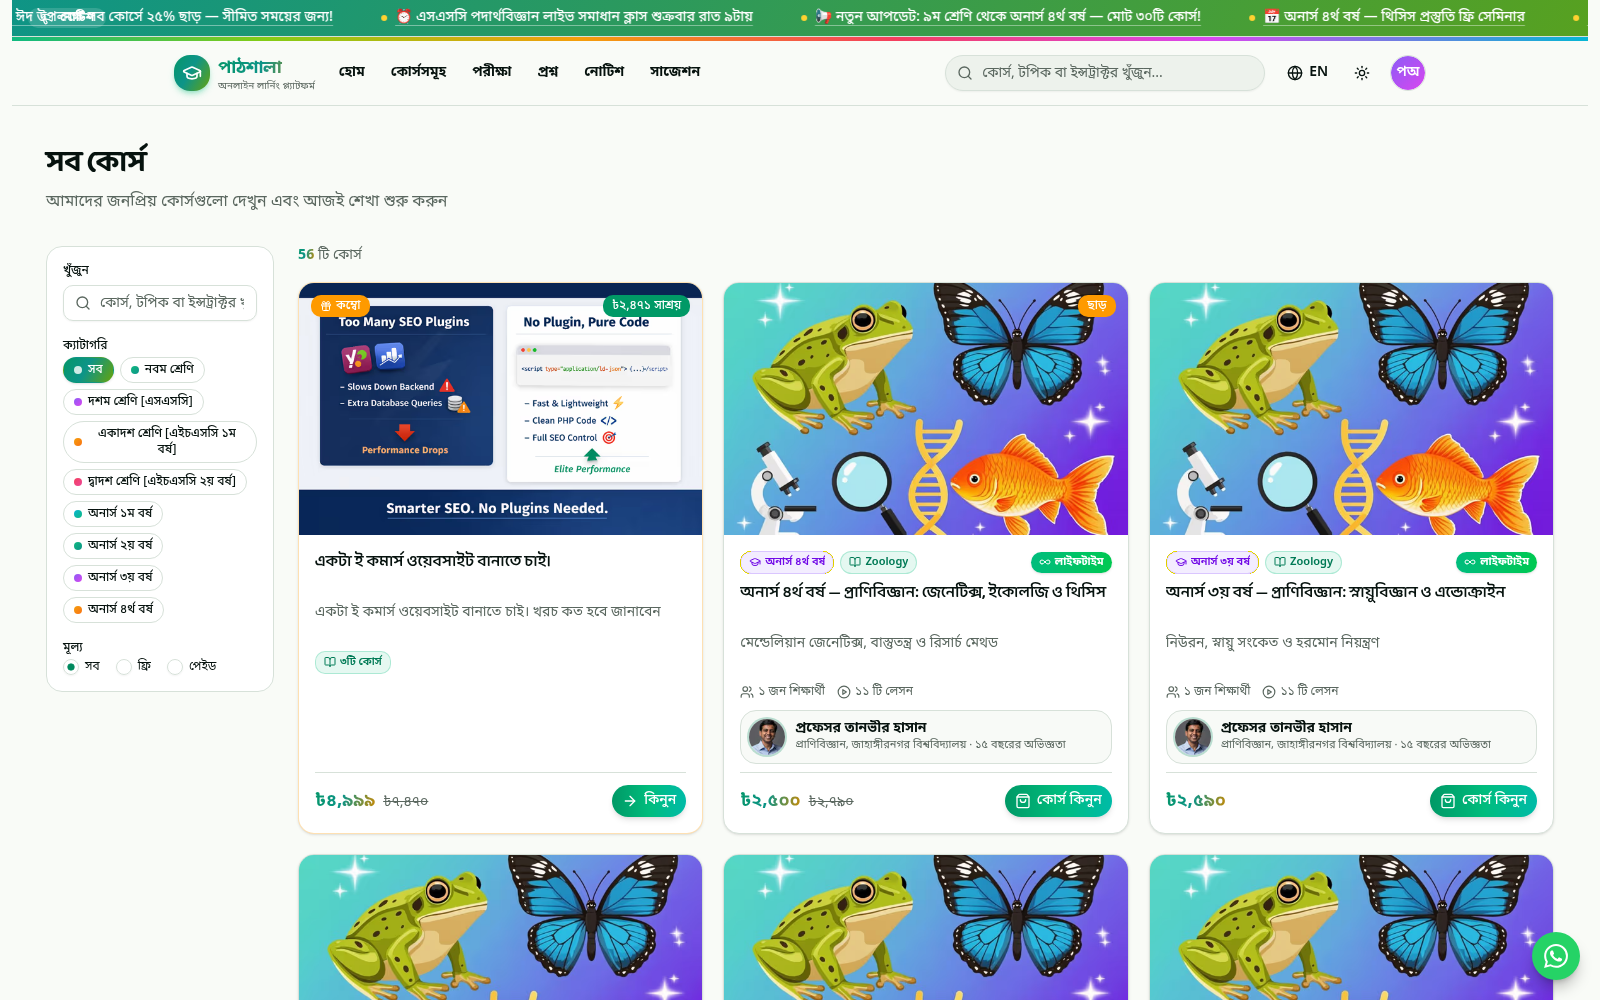 সব কোর্সে ২৫% ছাড় — সীমিত সময়ের জন্য!
⏰ এসএসসি পদার্থবিজ্ঞান লাইভ সমাধান ক্লাস শুক্রবার রাত ৯টায়
📢 নতুন আপডেট: ৯ম শ্রেণি থেকে অনার্স ৪র্থ বর্ষ — মোট ৩০টি কোর্স!
📅 অনার্স ৪র্থ বর্ষ — থিসিস প্রস্তুতি ফ্রি সেমিনার
পাঠশালা
অনলাইন লার্নিং প্ল্যাটফর্ম
হোম
কোর্সসমূহ
পরীক্ষা
প্রশ্ন
নোটিশ
সাজেশন
কোর্স, টপিক বা ইন্সট্রাক্টর খুঁজুন...
EN
পঅ
সব কোর্স
আমাদের জনপ্রিয় কোর্সগুলো দেখুন এবং আজই শেখা শুরু করুন
খুঁজুন
কোর্স, টপিক বা ইন্সট্রাক্টর
ক্যাটাগরি
সব
নবম শ্রেণি
দশম শ্রেণি [এসএসসি]
একাদশ শ্রেণি [এইচএসসি ১ম
বর্ষ]
দ্বাদশ শ্রেণি [এইচএসসি ২য় বর্ষ]
অনার্স ১ম বর্ষ
অনার্স ২য় বর্ষ
অনার্স ৩য় বর্ষ
অনার্স ৪র্থ বর্ষ
মূল্য
সব
ফ্রি
পেইড
56 টি কোর্স
কম্বো
৳২,৪৭১ সাশ্রয়
Too Many SEO Plugins
– Slows Down Backend
– Extra Database Queries
Performance Drops
No Plugin, Pure Code
<script type="application/ld-json"> {...}</script>
– Fast & Lightweight
– Clean PHP Code </>
– Full SEO Control
Elite Performance
Smarter SEO. No Plugins Needed.
একটা ই কমার্স ওয়েবসাইট বানাতে চাই।
একটা ই কমার্স ওয়েবসাইট বানাতে চাই। খরচ কত হবে জানাবেন
৩টি কোর্স
৳৪,৯৯৯ ৳৭,৪৭০
কিনুন
ছাড়
অনার্স ৪র্থ বর্ষ
Zoology
লাইফটাইম
অনার্স ৪র্থ বর্ষ — প্রাণিবিজ্ঞান: জেনেটিক্স, ইকোলজি ও থিসিস
মেন্ডেলিয়ান জেনেটিক্স, বাস্তুতন্ত্র ও রিসার্চ মেথড
১ জন শিক্ষার্থী
১১ টি লেসন
প্রফেসর তানভীর হাসান
প্রাণিবিজ্ঞান, জাহাঙ্গীরনগর বিশ্ববিদ্যালয় · ১৫ বছরের অভিজ্ঞতা
৳২,৫০০ ৳২,৭৯০
কোর্স কিনুন
অনার্স ৩য় বর্ষ
Zoology
লাইফটাইম
অনার্স ৩য় বর্ষ — প্রাণিবিজ্ঞান: স্নায়ুবিজ্ঞান ও এন্ডোক্রাইন
নিউরন, স্নায়ু সংকেত ও হরমোন নিয়ন্ত্রণ
১ জন শিক্ষার্থী
১১ টি লেসন
প্রফেসর তানভীর হাসান
প্রাণিবিজ্ঞান, জাহাঙ্গীরনগর বিশ্ববিদ্যালয় · ১৫ বছরের অভিজ্ঞতা
৳২,৫৯০
কোর্স কিনুন